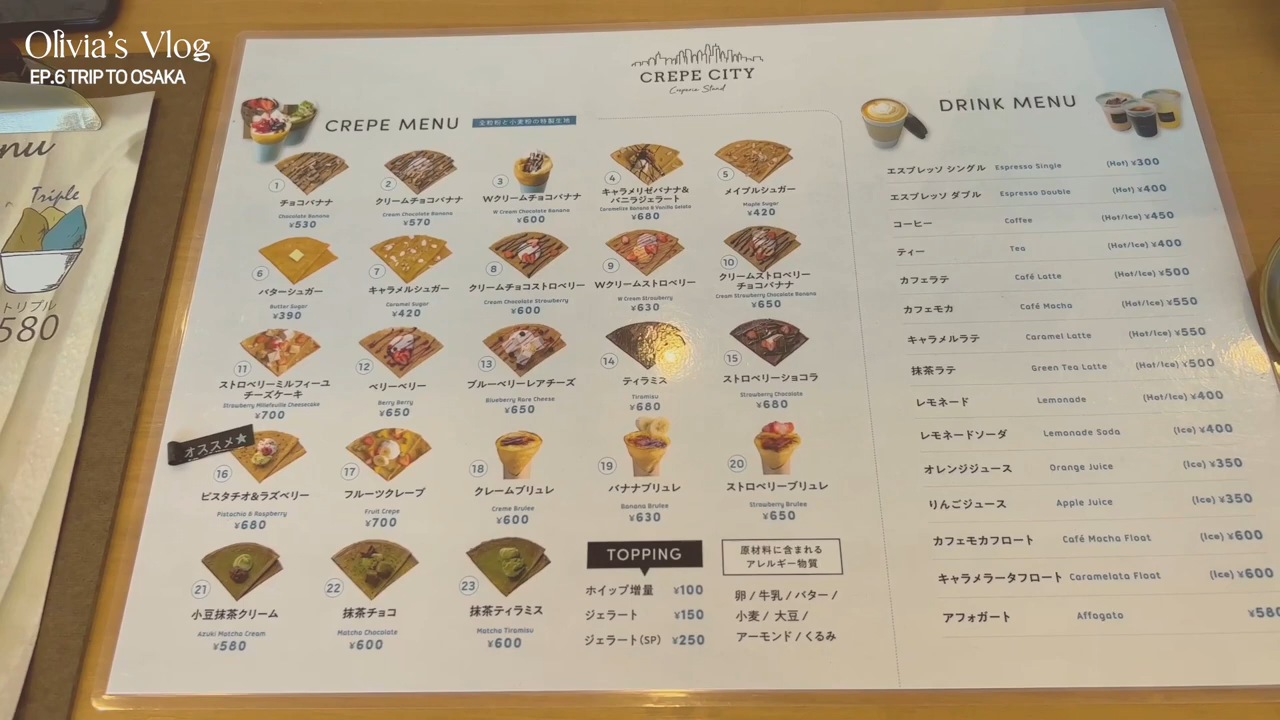 Olivia's Vlog
EP.6 TRIP TO OSAKA
nu
Triple
トリプル
580
CREPE CITY
Creperie Stand
CREPE MENU
全粒粉と小麦粉の特製生地
1
チョコバナナ
Chocolate Banana
¥530
2
クリームチョコバナナ
Cream Chocolate Banana
¥570
3
Wクリームチョコバナナ
W Cream Chocolate Banana
¥600
4
キャラメリゼバナナ&
バニラジェラート
Caramelize Banana & Vanilla Gelato
¥680
5
メイプルシュガー
Maple Sugar
¥420
6
バターシュガー
Butter Sugar
¥390
7
キャラメルシュガー
Caramel Sugar
¥420
8
クリームチョコストロベリー
Cream Chocolate Strawberry
¥600
9
Wクリームストロベリー
W Cream Strawberry
¥630
10
クリームストロベリー
チョコバナナ
Cream Strawberry Chocolate Banana
¥650
11
ストロベリーミルフィーユ
チーズケーキ
Strawberry Millefeuille Cheesecake
¥700
12
ベリーベリー
Berry Berry
¥650
13
ブルーベリーレアチーズ
Blueberry Rare Cheese
¥650
14
ティラミス
Tiramisu
¥680
15
ストロベリーショコラ
Strawberry Chocolate
¥680
オススメ★
16
ピスタチオ&ラズベリー
Pistachio & Raspberry
¥680
17
フルーツクレープ
Fruit Crepe
¥700
18
クレームブリュレ
Creme Brulee
¥600
19
バナナブリュレ
Banana Brulee
¥630
20
ストロベリーブリュレ
Strawberry Brulee
¥650
21
小豆抹茶クリーム
Azuki Matcha Cream
¥580
22
抹茶チョコ
Matcha Chocolate
¥600
23
抹茶ティラミス
Matcha Tiramisu
¥600
TOPPING
ホイップ増量 ¥100
ジェラート ¥150
ジェラート(SP) ¥250
原材料に含まれる
アレルギー物質
卵 / 牛乳 / バター /
小麦 / 大豆 /
アーモンド / くるみ
DRINK MENU
エスプレッソ シングル Espresso Single (Hot) ¥300
エスプレッソ ダブル Espresso Double (Hot) ¥400
コーヒー Coffee (Hot/Ice) ¥450
ティー Tea (Hot/Ice) ¥400
カフェラテ Café Latte (Hot/Ice) ¥500
カフェモカ Café Mocha (Hot/Ice) ¥550
キャラメルラテ Caramel Latte (Hot/Ice) ¥550
抹茶ラテ Green Tea Latte (Hot/Ice) ¥500
レモネード Lemonade (Hot/Ice) ¥400
レモネードソーダ Lemonade Soda (Ice) ¥400
オレンジジュース Orange Juice (Ice) ¥350
りんごジュース Apple Juice (Ice) ¥350
カフェモカフロート Café Mocha Float (Ice) ¥600
キャラメラータフロート Caramelata Float (Ice) ¥600
アフォガート Affogato ¥580